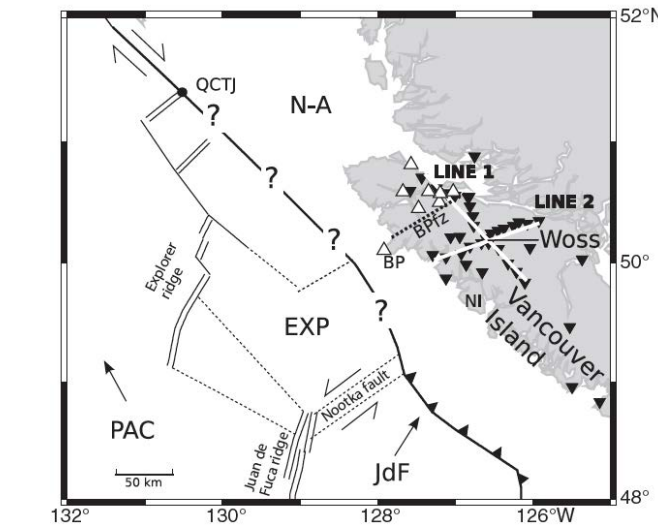 52°N
QCTJ
?
N-A
?
LINE 1
LINE 2
?
BPfz
Woss
BP
50°
Explorer
ridge
NI
Vancouver
Island
EXP
?
PAC
Nootka fault
Juan de
Fuca ridge
JdF
50 km
48°
132°
130°
128°
126°W